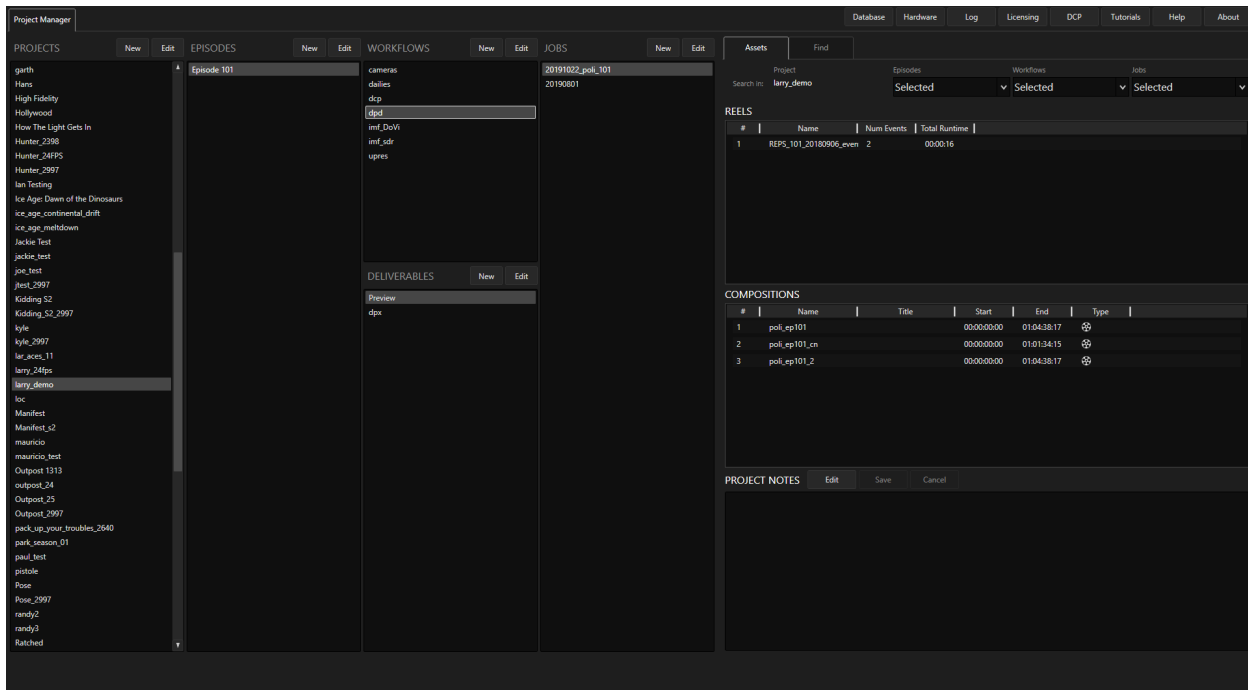 Project Manager
Database Hardware Log Licensing DCP Tutorials Help About
PROJECTS New Edit
garth
Hans
High Fidelity
Hollywood
How The Light Gets In
Hunter_2398
Hunter_24FPS
Hunter_2997
Ian Testing
Ice Age: Dawn of the Dinosaurs
ice_age_continental_drift
ice_age_meltdown
Jackie Test
jackie_test
joe_test
jtest_2997
Kidding S2
Kidding_S2_2997
kyle
kyle_2997
lar_aces_11
larry_24fps
larry_demo
loc
Manifest
Manifest_s2
mauricio
mauricio_test
Outpost 1313
outpost_24
Outpost_25
Outpost_2997
pack_up_your_troubles_2640
park_season_01
paul_test
pistole
Pose
Pose_2997
randy2
randy3
Ratched
EPISODES New Edit
Episode 101
WORKFLOWS New Edit
cameras
dailies
dcp
dpd
imf_DoVi
imf_sdr
upres
DELIVERABLES New Edit
Preview
dpx
JOBS New Edit
20191022_poli_101
20190801
Assets Find
Project Episodes Workflows Jobs
Search in: larry_demo Selected Selected Selected
REELS
# Name Num Events Total Runtime
1 REPS_101_20180906_even 2 00:00:16
COMPOSITIONS
# Name Title Start End Type
1 poli_ep101 00:00:00:00 01:04:38:17
2 poli_ep101_cn 00:00:00:00 01:01:34:15
3 poli_ep101_2 00:00:00:00 01:04:38:17
PROJECT NOTES Edit Save Cancel